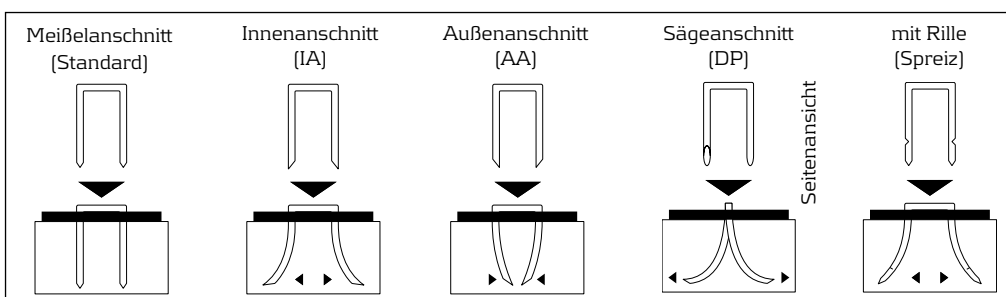 Meißelanschnitt
(Standard)
Innenanschnitt
(IA)
Außenanschnitt
(AA)
Sägeanschnitt
(DP)
Seitenansicht
mit Rille
(Spreiz)